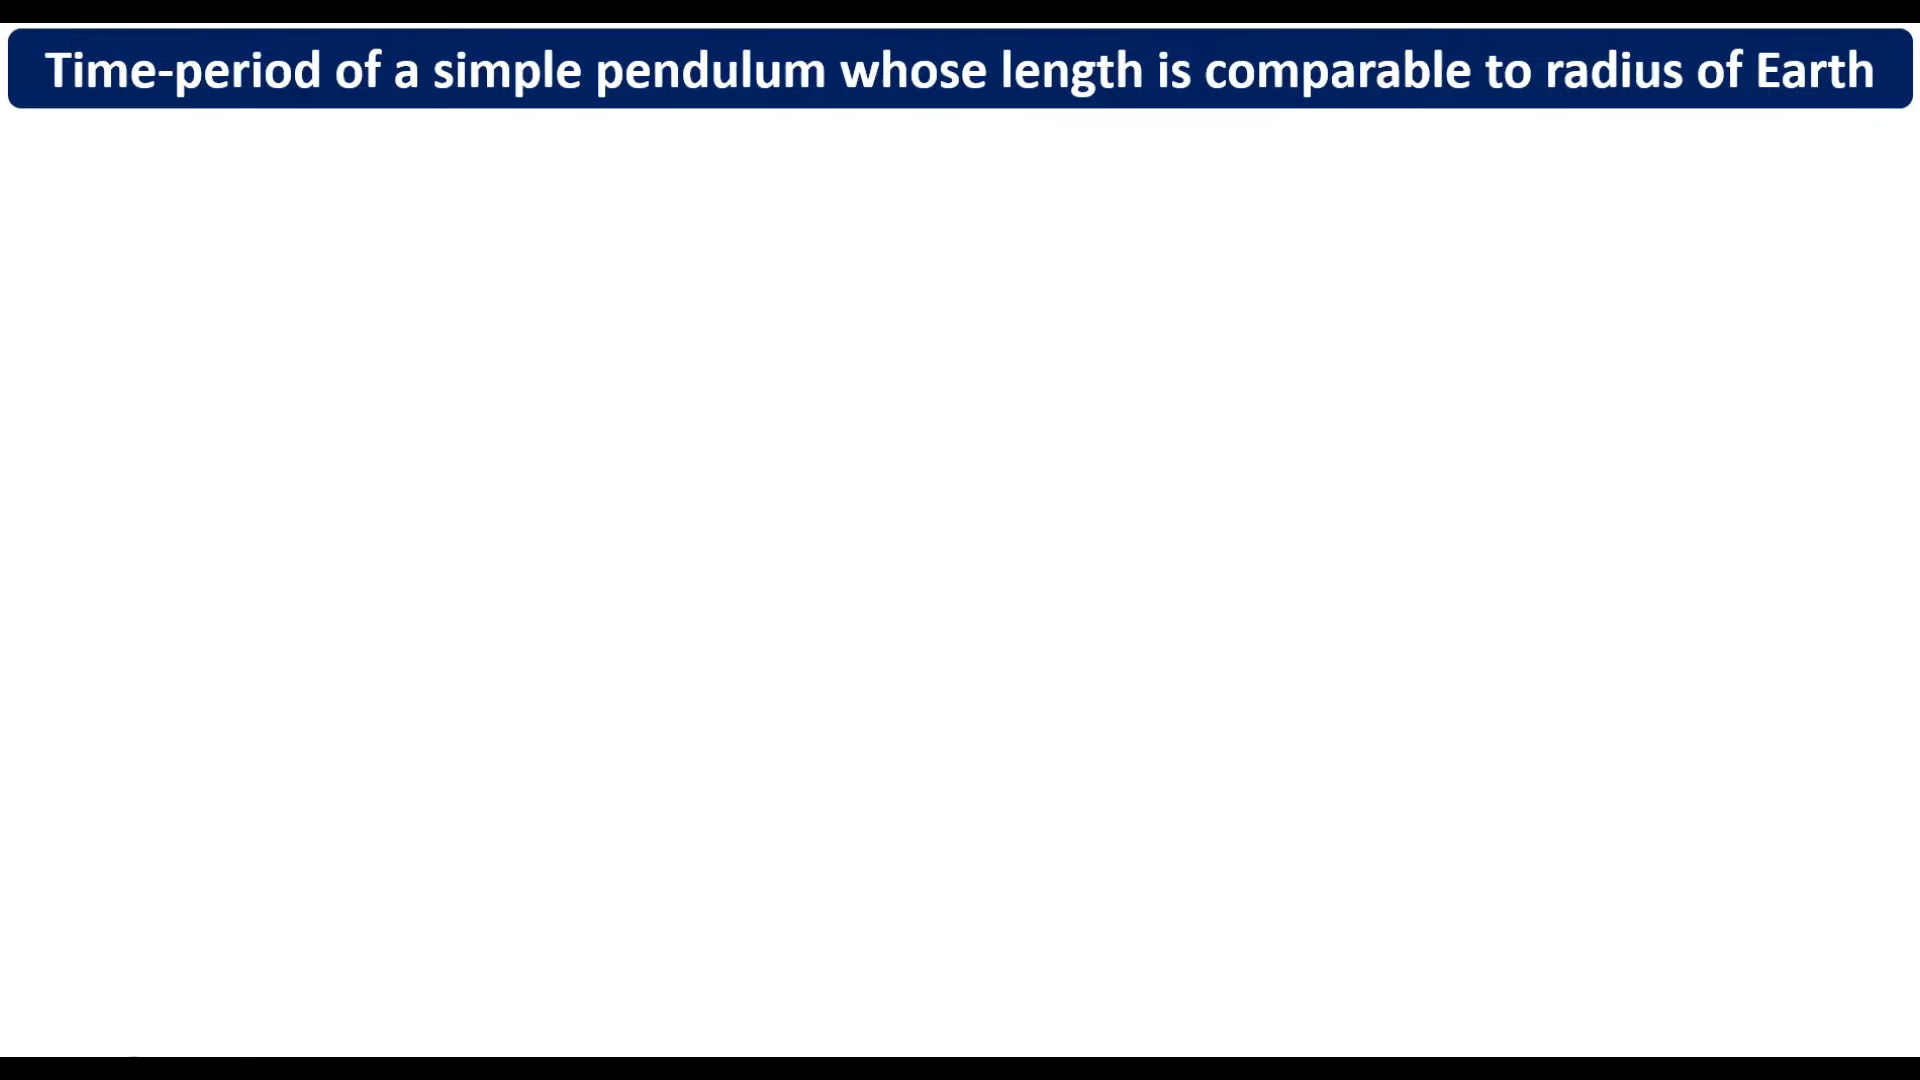 Time-period of a simple pendulum whose length is comparable to radius of Earth